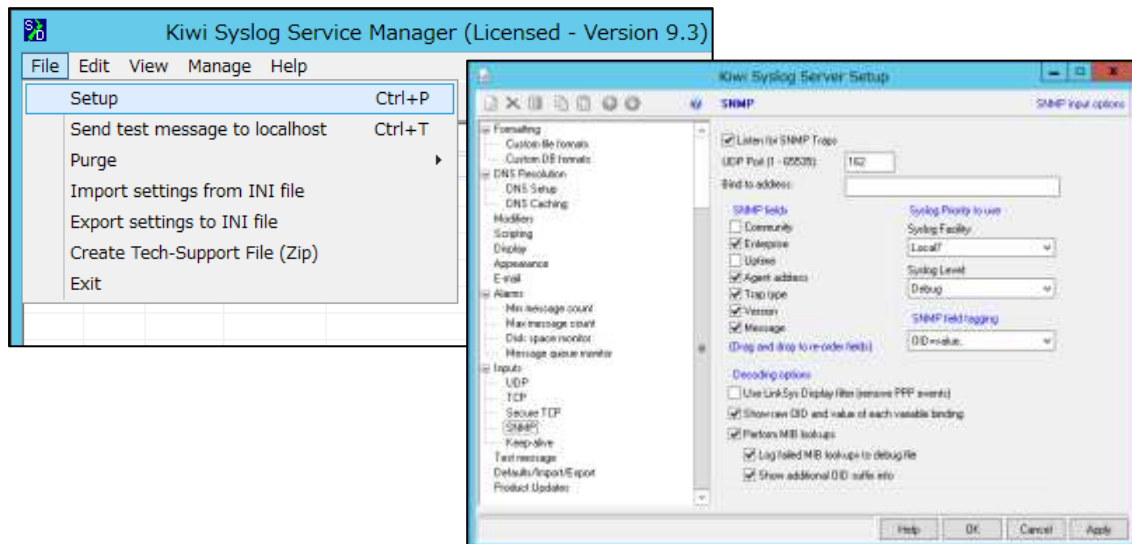 Kiwi Syslog Service Manager (Licensed - Version 9.3)
File Edit View Manage Help
Setup Ctrl+P
Send test message to localhost Ctrl+T
Purge
Import settings from INI file
Export settings to INI file
Create Tech-Support File (Zip)
Exit
Kiwi Syslog Server Setup
SNMP SNMP input options
Formatting
Custom file formats
Custom DB formats
DNS Resolution
DNS Setup
DNS Caching
Modifiers
Scripting
Display
Appearance
E-mail
Alarms
Min message count
Max message count
Disk space monitor
Message queue monitor
Inputs
UDP
TCP
Secure TCP
SNMP
Keep-alive
Test message
Defaults/Import/Export
Product Updates
Listen for SNMP Traps
UDP Port (1 - 65535): 162
Bind to address:
SNMP fields
Community
Enterprise
Uptime
Agent address
Trap type
Version
Message
(Drag and drop to re-order fields)
Syslog Priority to use
Syslog Facility
Local7
Syslog Level
Debug
SNMP field tagging
OID=value,
Decoding options
Use LinkSys Display filter (remove PPP events)
Show raw OID and value of each variable binding
Perform MIB lookups
Log failed MIB lookups to debug file
Show additional OID suffix info
Help OK Cancel Apply